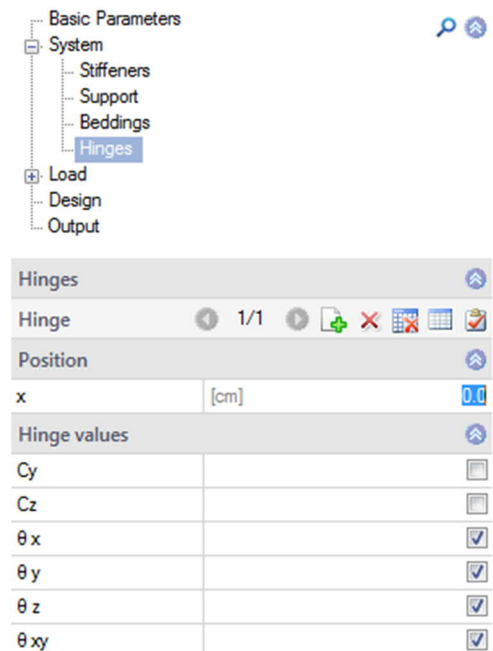 Basic Parameters
System
Stiffeners
Support
Beddings
Hinges
Load
Design
Output
Hinges
Hinge 1/1
Position
x [cm] 0.0
Hinge values
Cy
Cz
θ x
θ y
θ z
θ xy